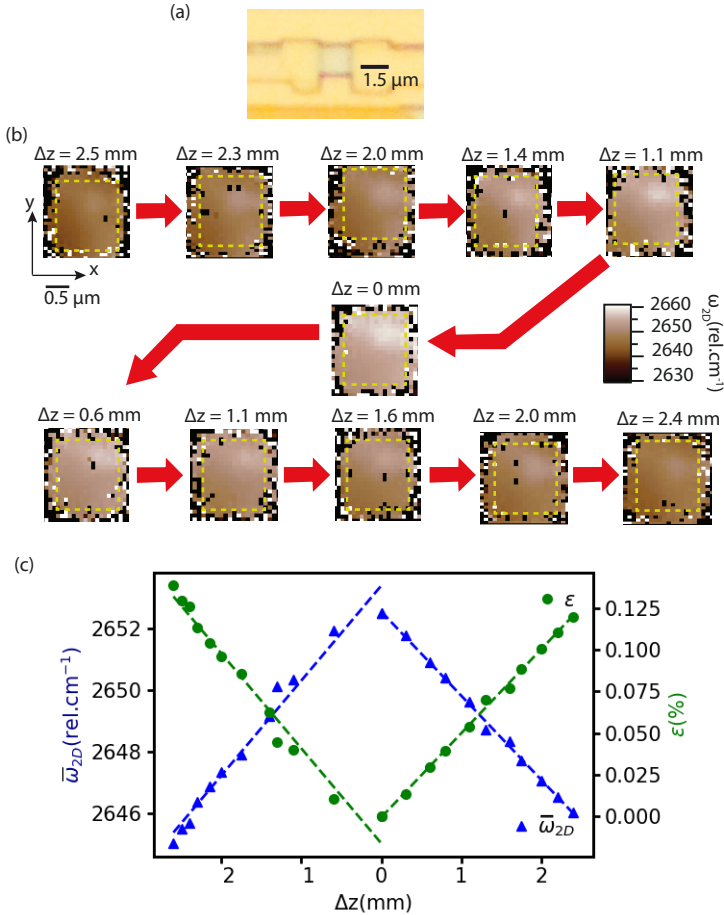 (a)
1.5 μm
(b)
Δz = 2.5 mm Δz = 2.3 mm Δz = 2.0 mm Δz = 1.4 mm Δz = 1.1 mm
y
x
0.5 μm
Δz = 0 mm
2660
2650
2640
2630
ω2D(rel.cm⁻¹)
Δz = 0.6 mm Δz = 1.1 mm Δz = 1.6 mm Δz = 2.0 mm Δz = 2.4 mm
(c)
ε
2652
2650
2648
2646
ω̅2D(rel.cm⁻¹)
0.125
0.100
0.075
0.050
0.025
0.000
ε(%)
ω̅2D
2 1 0 1 2
Δz(mm)